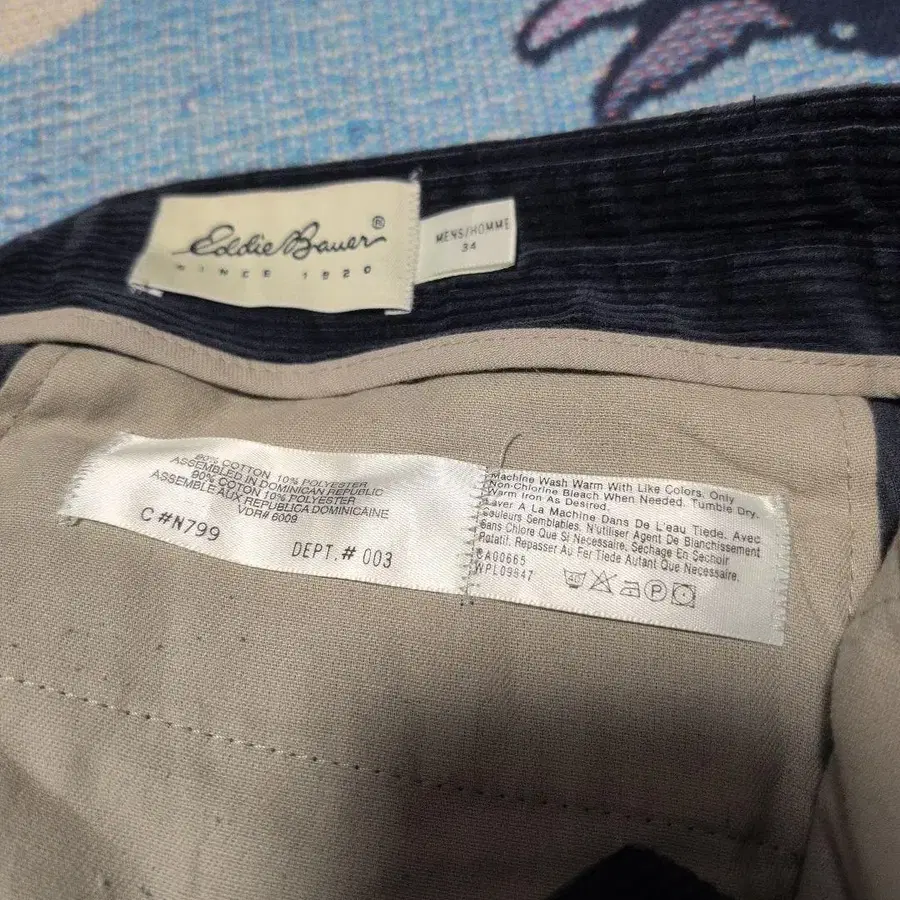 Eddie Bauer®
SINCE 1920
MENS/HOMME
34
90% COTTON 10% POLYESTER
ASSEMBLED IN DOMINICAN REPUBLIC
90% COTON 10% POLYESTER
ASSEMBLE AUX REPUBLICA DOMINICAINE
VDR# 6009
C#N799
DEPT.# 003
Machine Wash Warm With Like Colors. Only
Non-Chlorine Bleach When Needed. Tumble Dry.
Warm Iron As Desired.
Laver A La Machine Dans De L'eau Tiede. Avec
Couleurs Semblables. N'utiliser Agent De Blanchissement
Sans Chlore Que Si Necessaire. Sechage En Sechoir
Rotatif. Repasser Au Fer Tiede Autant Que Necessaire.
CA00665
WPL09847
40
P